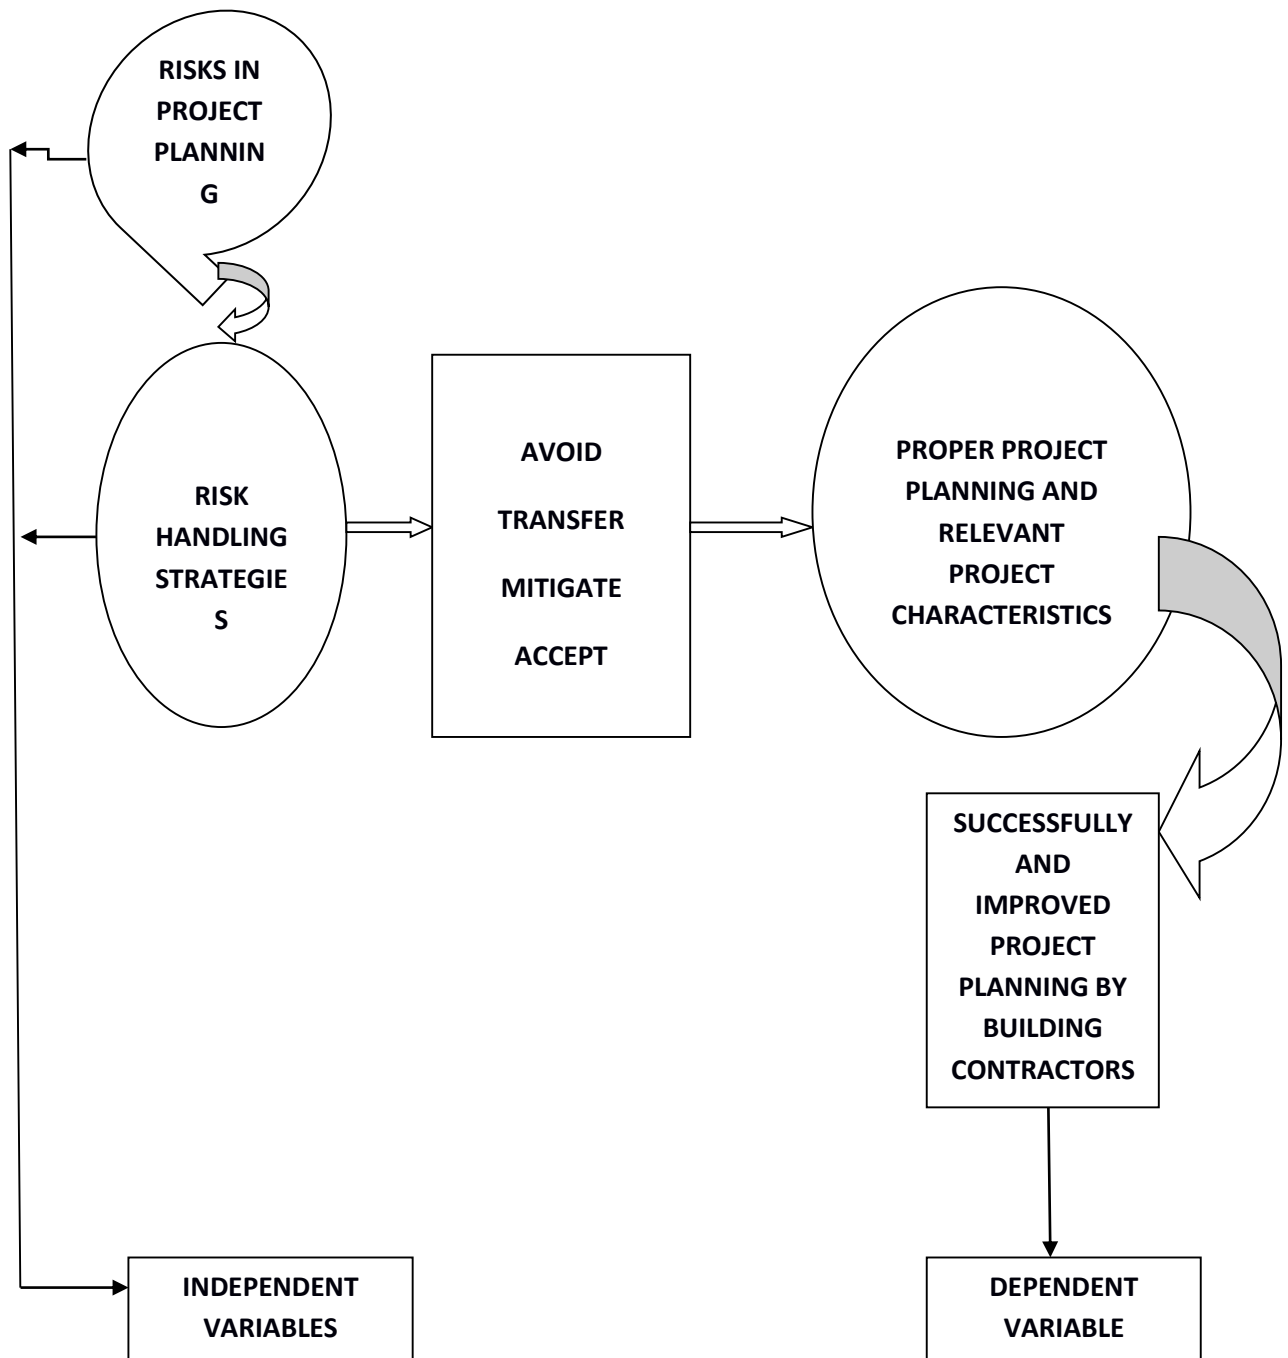 RISKS IN
PROJECT
PLANNIN
G
RISK
HANDLING
STRATEGIE
S
AVOID
TRANSFER
MITIGATE
ACCEPT
PROPER PROJECT
PLANNING AND
RELEVANT
PROJECT
CHARACTERISTICS
SUCCESSFULLY
AND
IMPROVED
PROJECT
PLANNING BY
BUILDING
CONTRACTORS
INDEPENDENT
VARIABLES
DEPENDENT
VARIABLE